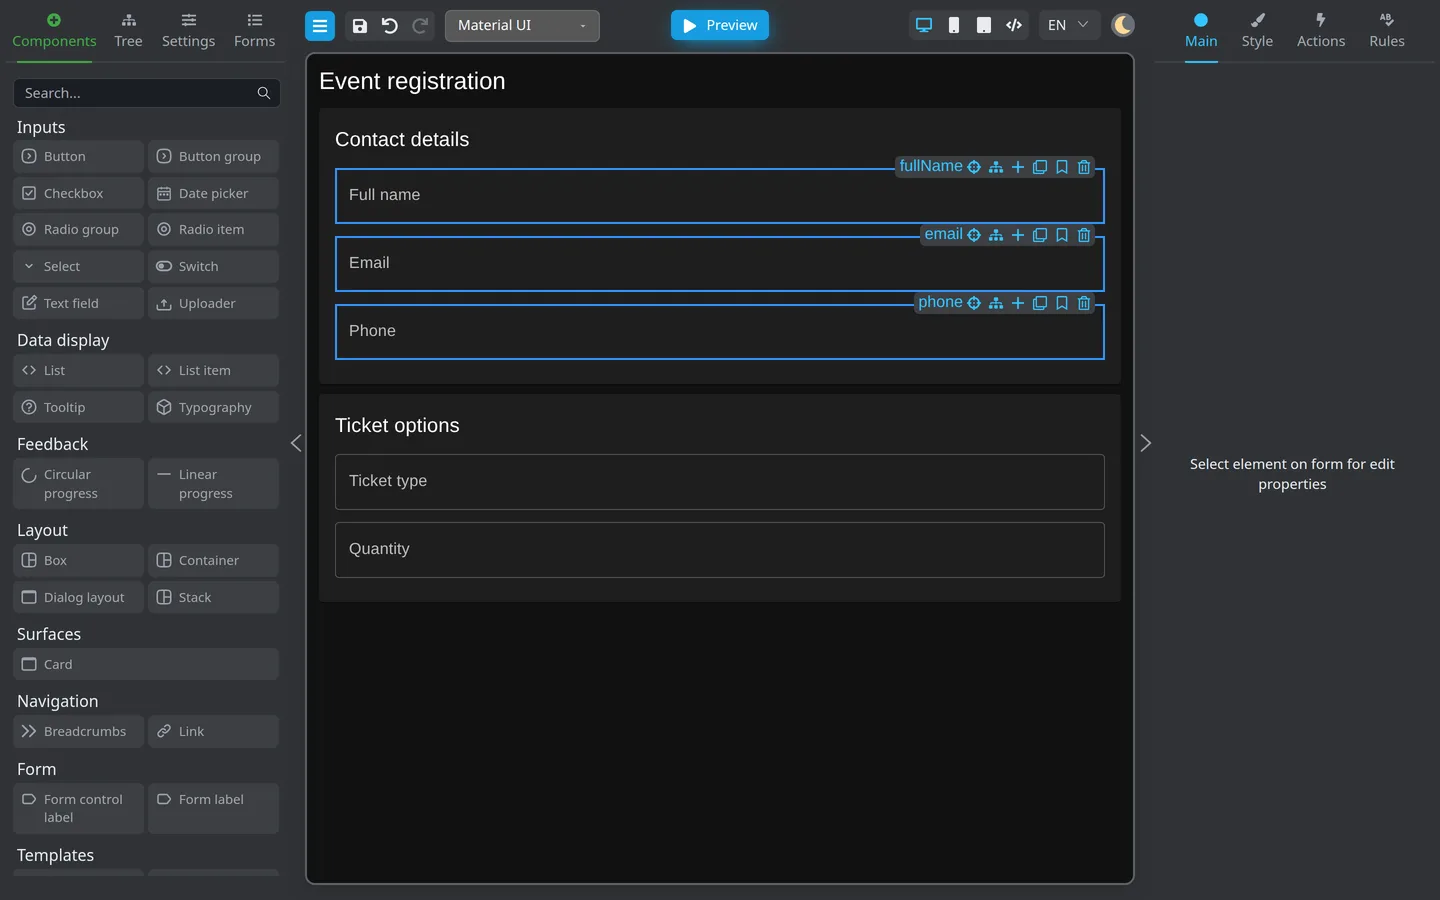 Components
Tree
Settings
Forms
Material UI
Preview
EN
Main
Style
Actions
Rules
Search...
Inputs
Button
Button group
Checkbox
Date picker
Radio group
Radio item
Select
Switch
Text field
Uploader
Data display
List
List item
Tooltip
Typography
Feedback
Circular
progress
Linear
progress
Layout
Box
Container
Dialog layout
Stack
Surfaces
Card
Navigation
Breadcrumbs
Link
Form
Form control
label
Form label
Templates
Event registration
Contact details
fullName
Full name
email
Email
phone
Phone
Ticket options
Ticket type
Quantity
Select element on form for edit
properties